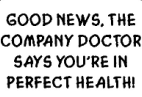 GOOD NEWS, THE
COMPANY DOCTOR
SAYS YOU'RE IN
PERFECT HEALTH!